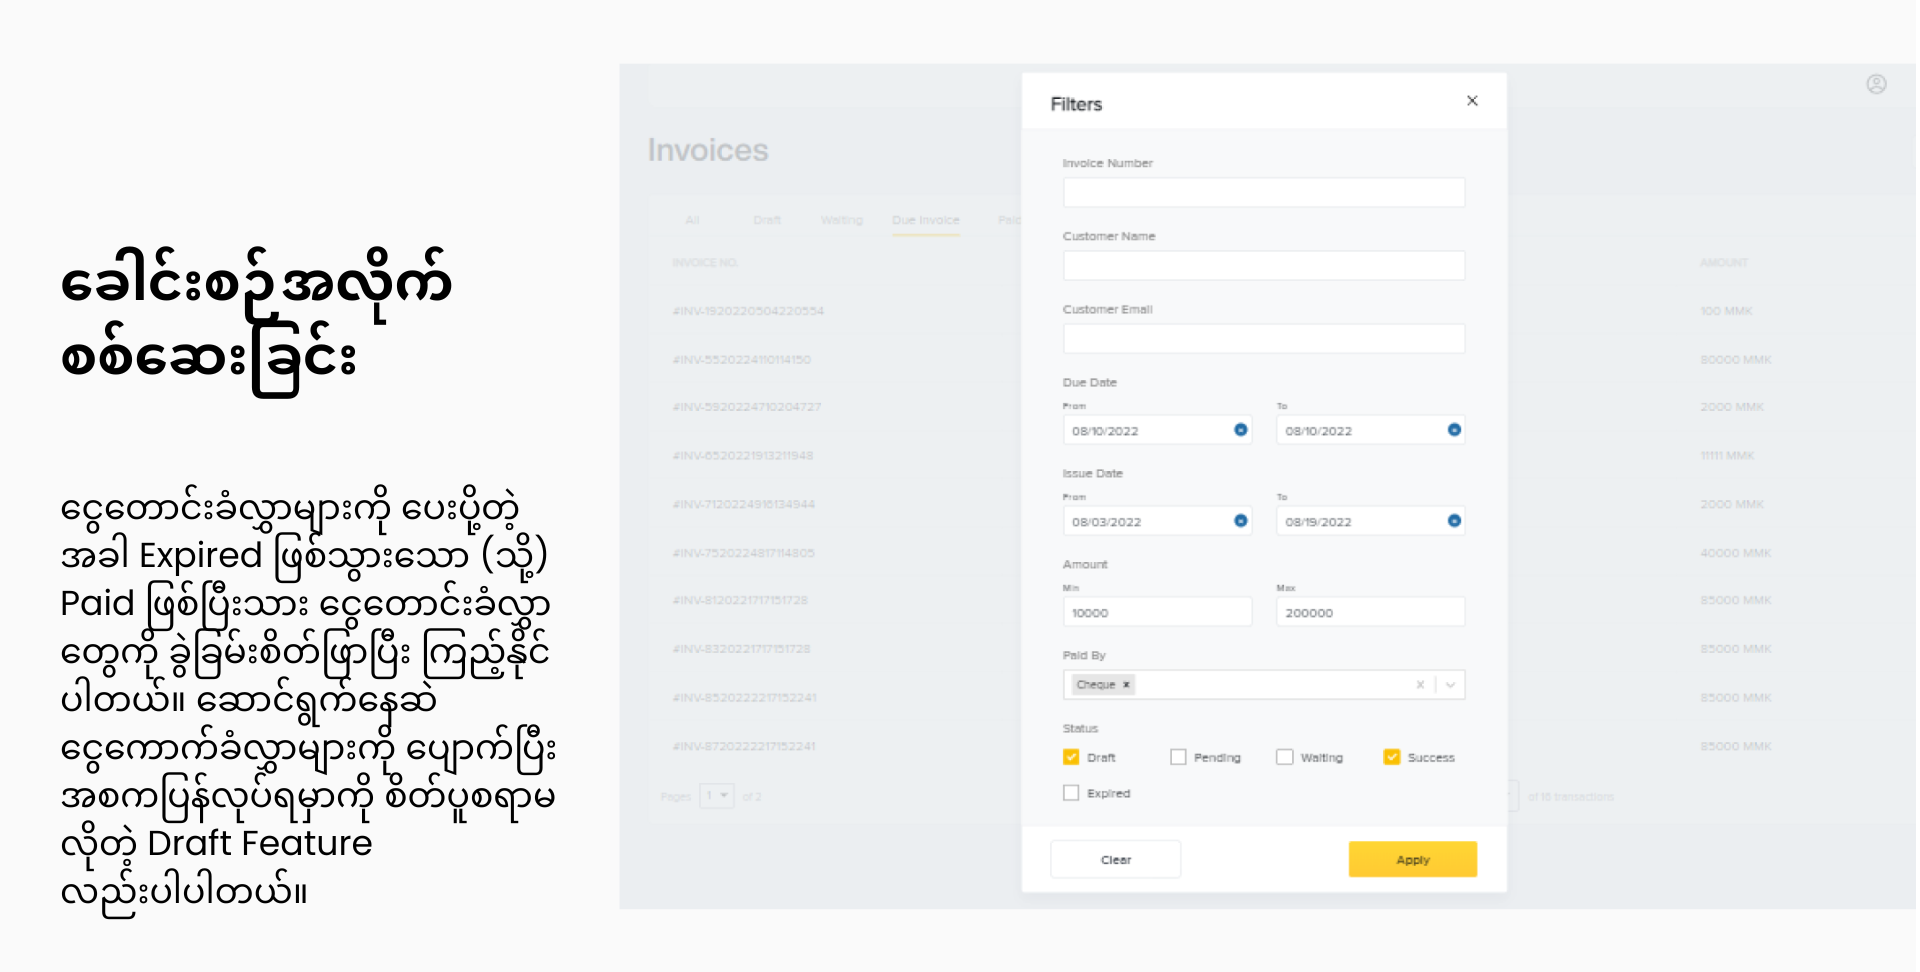 ခေါင်းစဉ်အလိုက်
စစ်ဆေးခြင်း
ငွေတောင်းခံလွှာများကို ပေးပို့တဲ့
အခါ Expired ဖြစ်သွားသော (သို့)
Paid ဖြစ်ပြီးသား ငွေတောင်းခံလွှာ
တွေကို ခွဲခြမ်းစိတ်ဖြာပြီး ကြည့်နိုင်
ပါတယ်။ ဆောင်ရွက်နေဆဲ
ငွေကောက်ခံလွှာများကို ပျောက်ပြီး
အစကပြန်လုပ်ရမှာကို စိတ်ပူစရာမ
လိုတဲ့ Draft Feature
လည်းပါပါတယ်။
Invoices
All Draft Waiting Due Invoice Paid
INVOICE NO. AMOUNT
#INV-1920220504220554 100 MMK
#INV-5520224110114150 80000 MMK
#INV-5920224710204727 2000 MMK
#INV-6520221913211948 11111 MMK
#INV-7120224916134944 2000 MMK
#INV-7520224817114805 40000 MMK
#INV-8120221717151728 85000 MMK
#INV-8320221717151728 85000 MMK
#INV-8520222217152241 85000 MMK
#INV-8720222217152241 85000 MMK
Pages 1 of 2 of 16 transactions
Filters
Invoice Number
Customer Name
Customer Email
Due Date
From To
08/10/2022 08/10/2022
Issue Date
From To
08/03/2022 08/19/2022
Amount
Min Max
10000 200000
Paid By
Cheque
Status
Draft Pending Waiting Success
Expired
Clear Apply